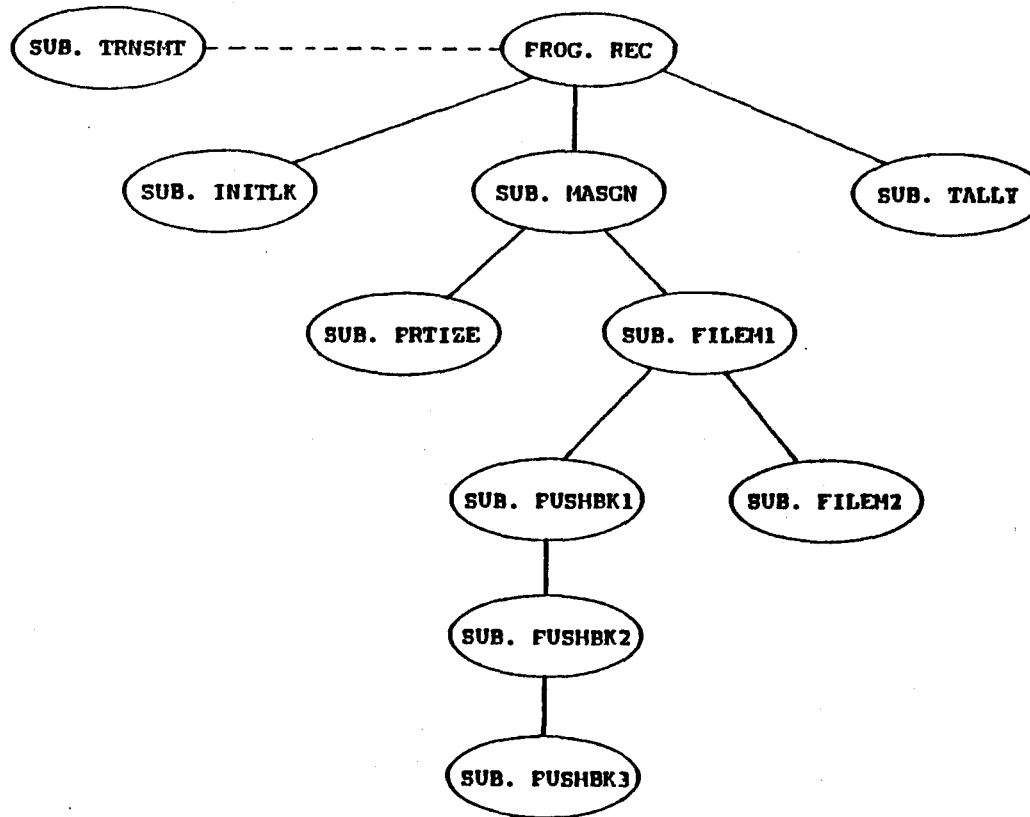 SUB. TRNSMT
PROG. REC
SUB. INITLK
SUB. MASGN
SUB. TALLY
SUB. PRTIZE
SUB. FILEM1
SUB. PUSHBK1
SUB. FILEM2
SUB. PUSHBK2
SUB. PUSHBK3